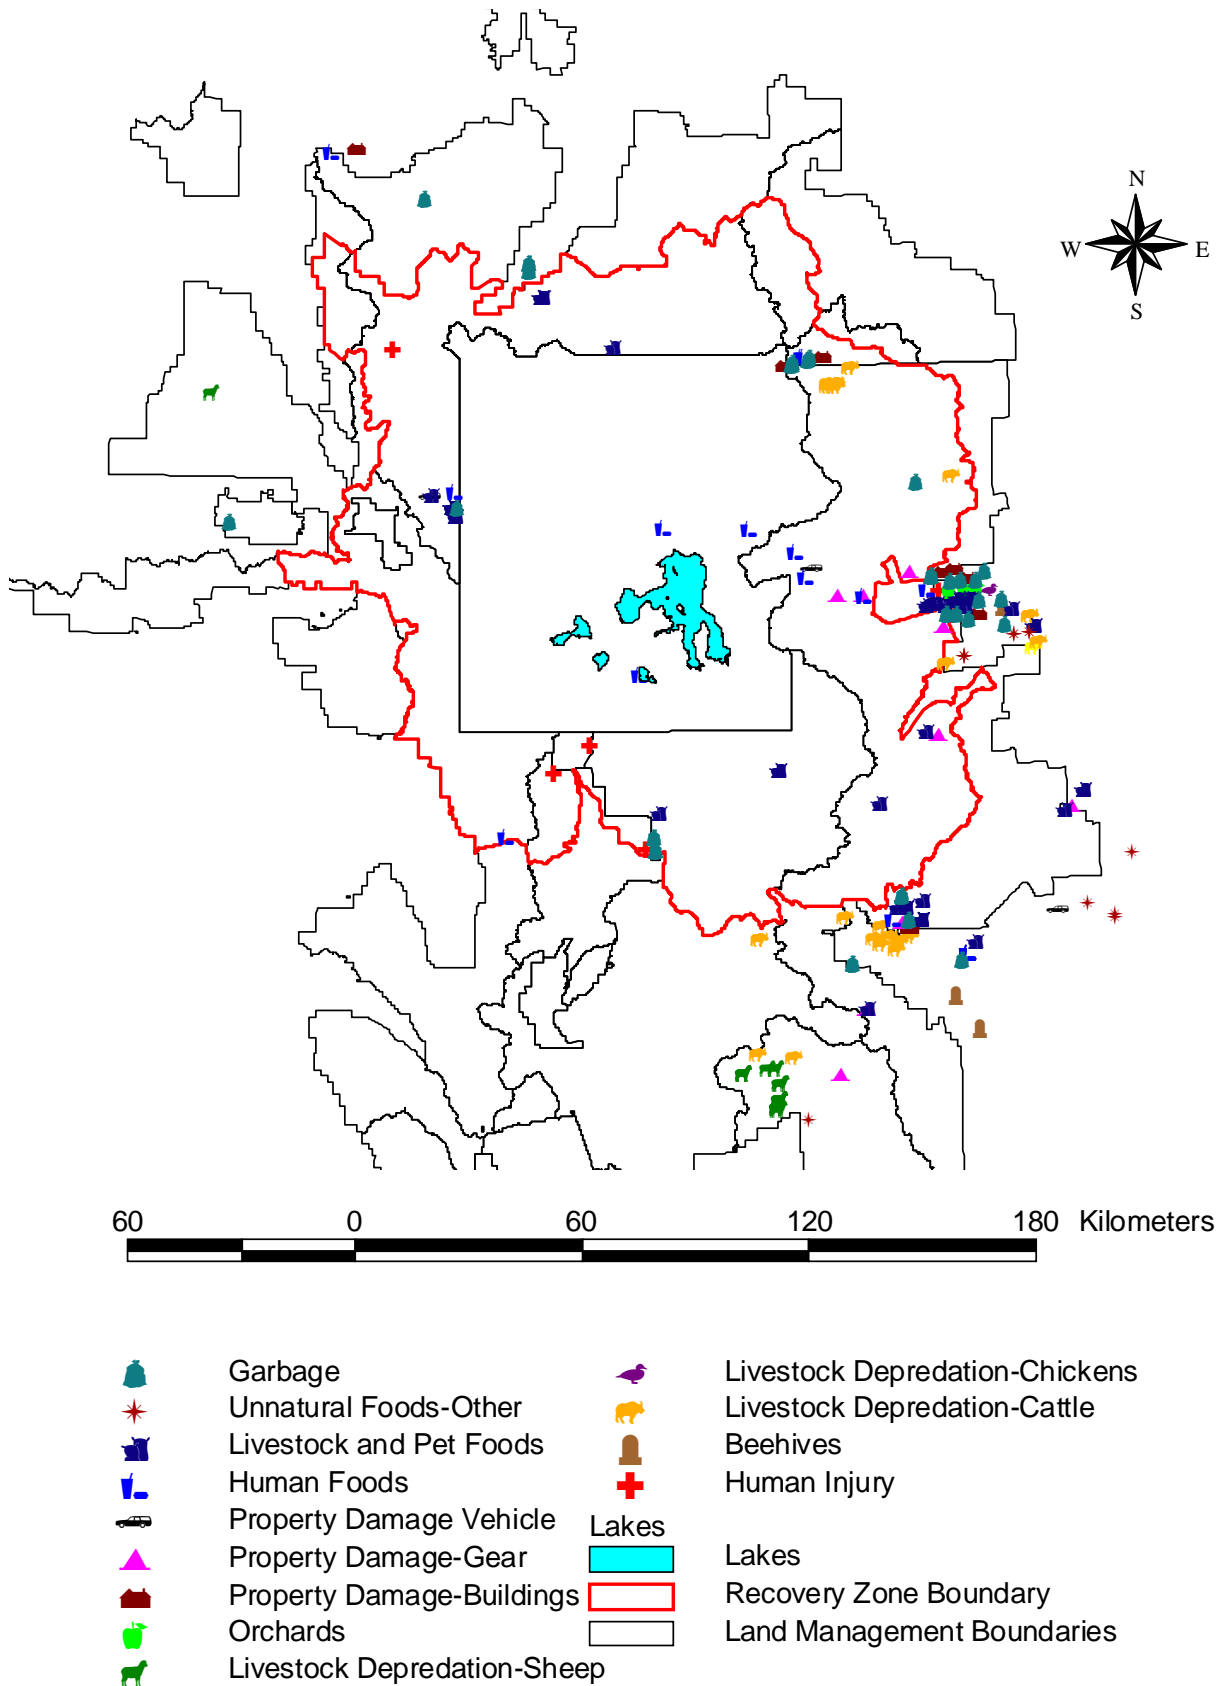 N
W E
S
60 0 60 120 180 Kilometers
Garbage
Unnatural Foods-Other
Livestock and Pet Foods
Human Foods
Property Damage Vehicle
Property Damage-Gear
Property Damage-Buildings
Orchards
Livestock Depredation-Sheep
Livestock Depredation-Chickens
Livestock Depredation-Cattle
Beehives
Human Injury
Lakes
Lakes
Recovery Zone Boundary
Land Management Boundaries